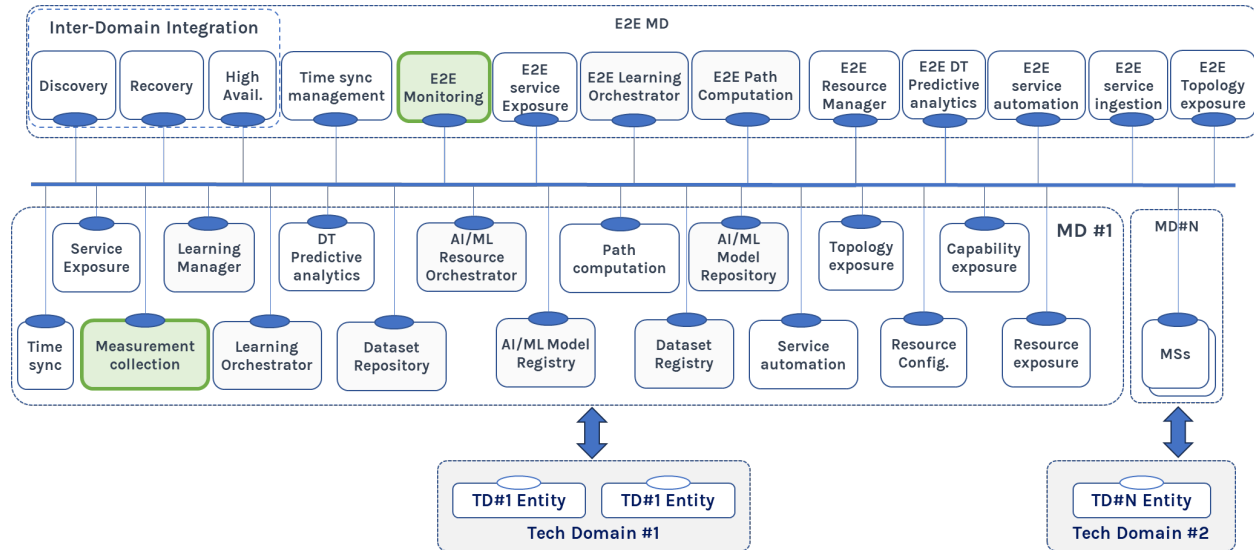 E2E MD
Inter-Domain Integration
Discovery
Recovery
High
Avail.
Time sync
management
E2E
Monitoring
E2E
service
Exposure
E2E Learning
Orchestrator
E2E Path
Computation
E2E
Resource
Manager
E2E DT
Predictive
analytics
E2E
service
automation
E2E
service
ingestion
E2E
Topology
exposure
MD #1
Service
Exposure
Learning
Manager
DT
Predictive
analytics
AI/ML
Resource
Orchestrator
Path
computation
AI/ML
Model
Repository
Topology
exposure
Capability
exposure
Time
sync
Measurement
collection
Learning
Orchestrator
Dataset
Repository
AI/ML Model
Registry
Dataset
Registry
Service
automation
Resource
Config.
Resource
exposure
MD#N
MSs
TD#1 Entity
TD#1 Entity
Tech Domain #1
TD#N Entity
Tech Domain #2